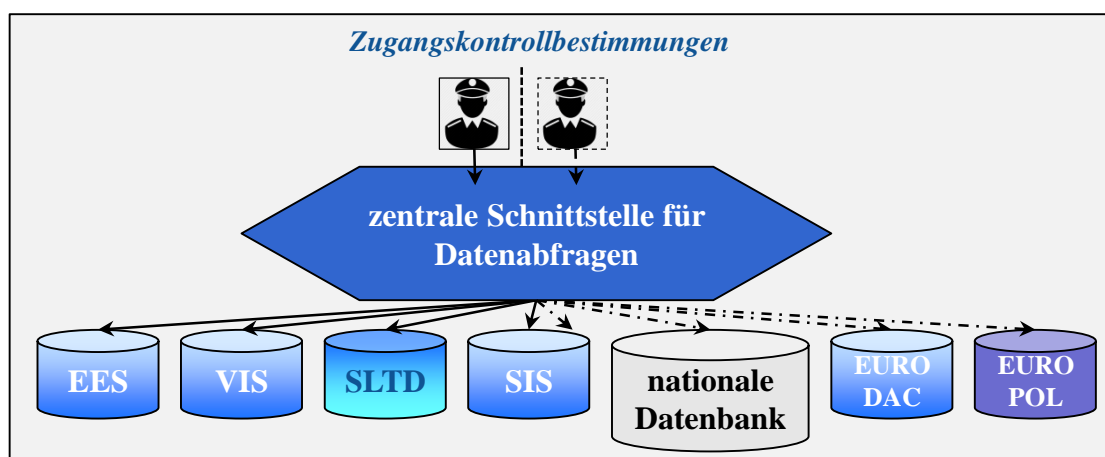 Zugangskontrollbestimmungen
zentrale Schnittstelle für
Datenabfragen
EES
VIS
SLTD
SIS
nationale
Datenbank
EURO
DAC
EURO
POL